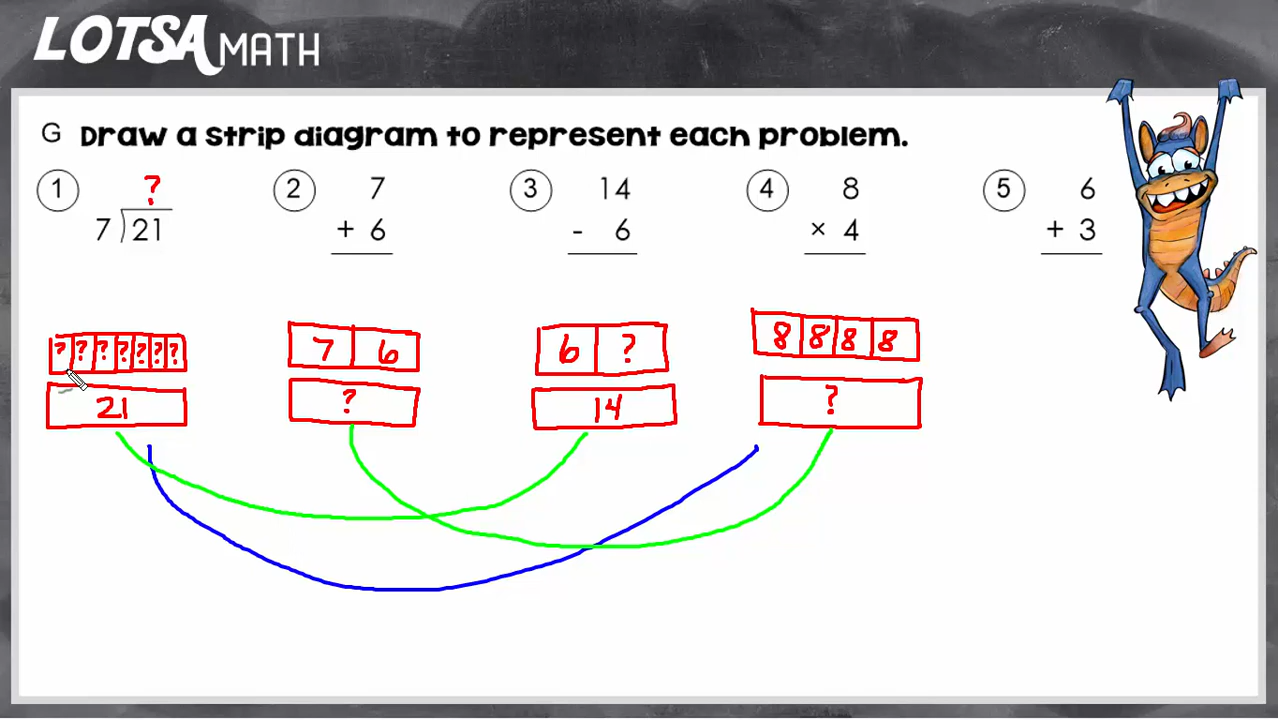 LOTSA MATH
G Draw a strip diagram to represent each problem.
1 ? 2 7 3 14 4 8 5 6
7)21 + 6 - 6 × 4 + 3
? ? ? ? ? ? ? 7 6 6 ? 8 8 8 8
21 ? 14 ?